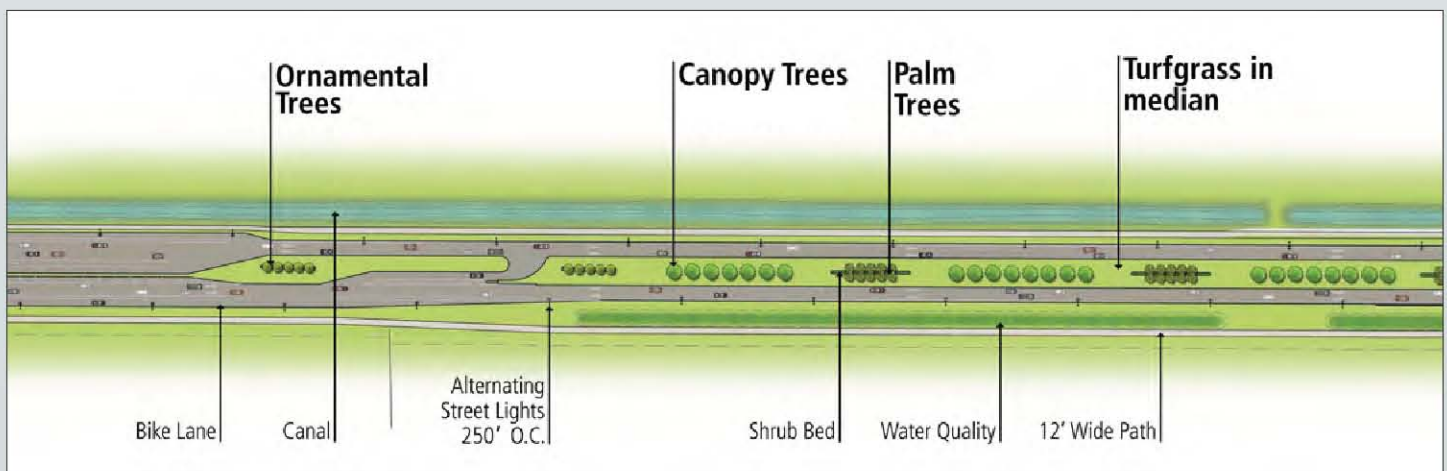 Ornamental
Trees
Canopy Trees
Palm
Trees
Turfgrass in
median
Bike Lane
Canal
Alternating
Street Lights
250' O.C.
Shrub Bed
Water Quality
12' Wide Path